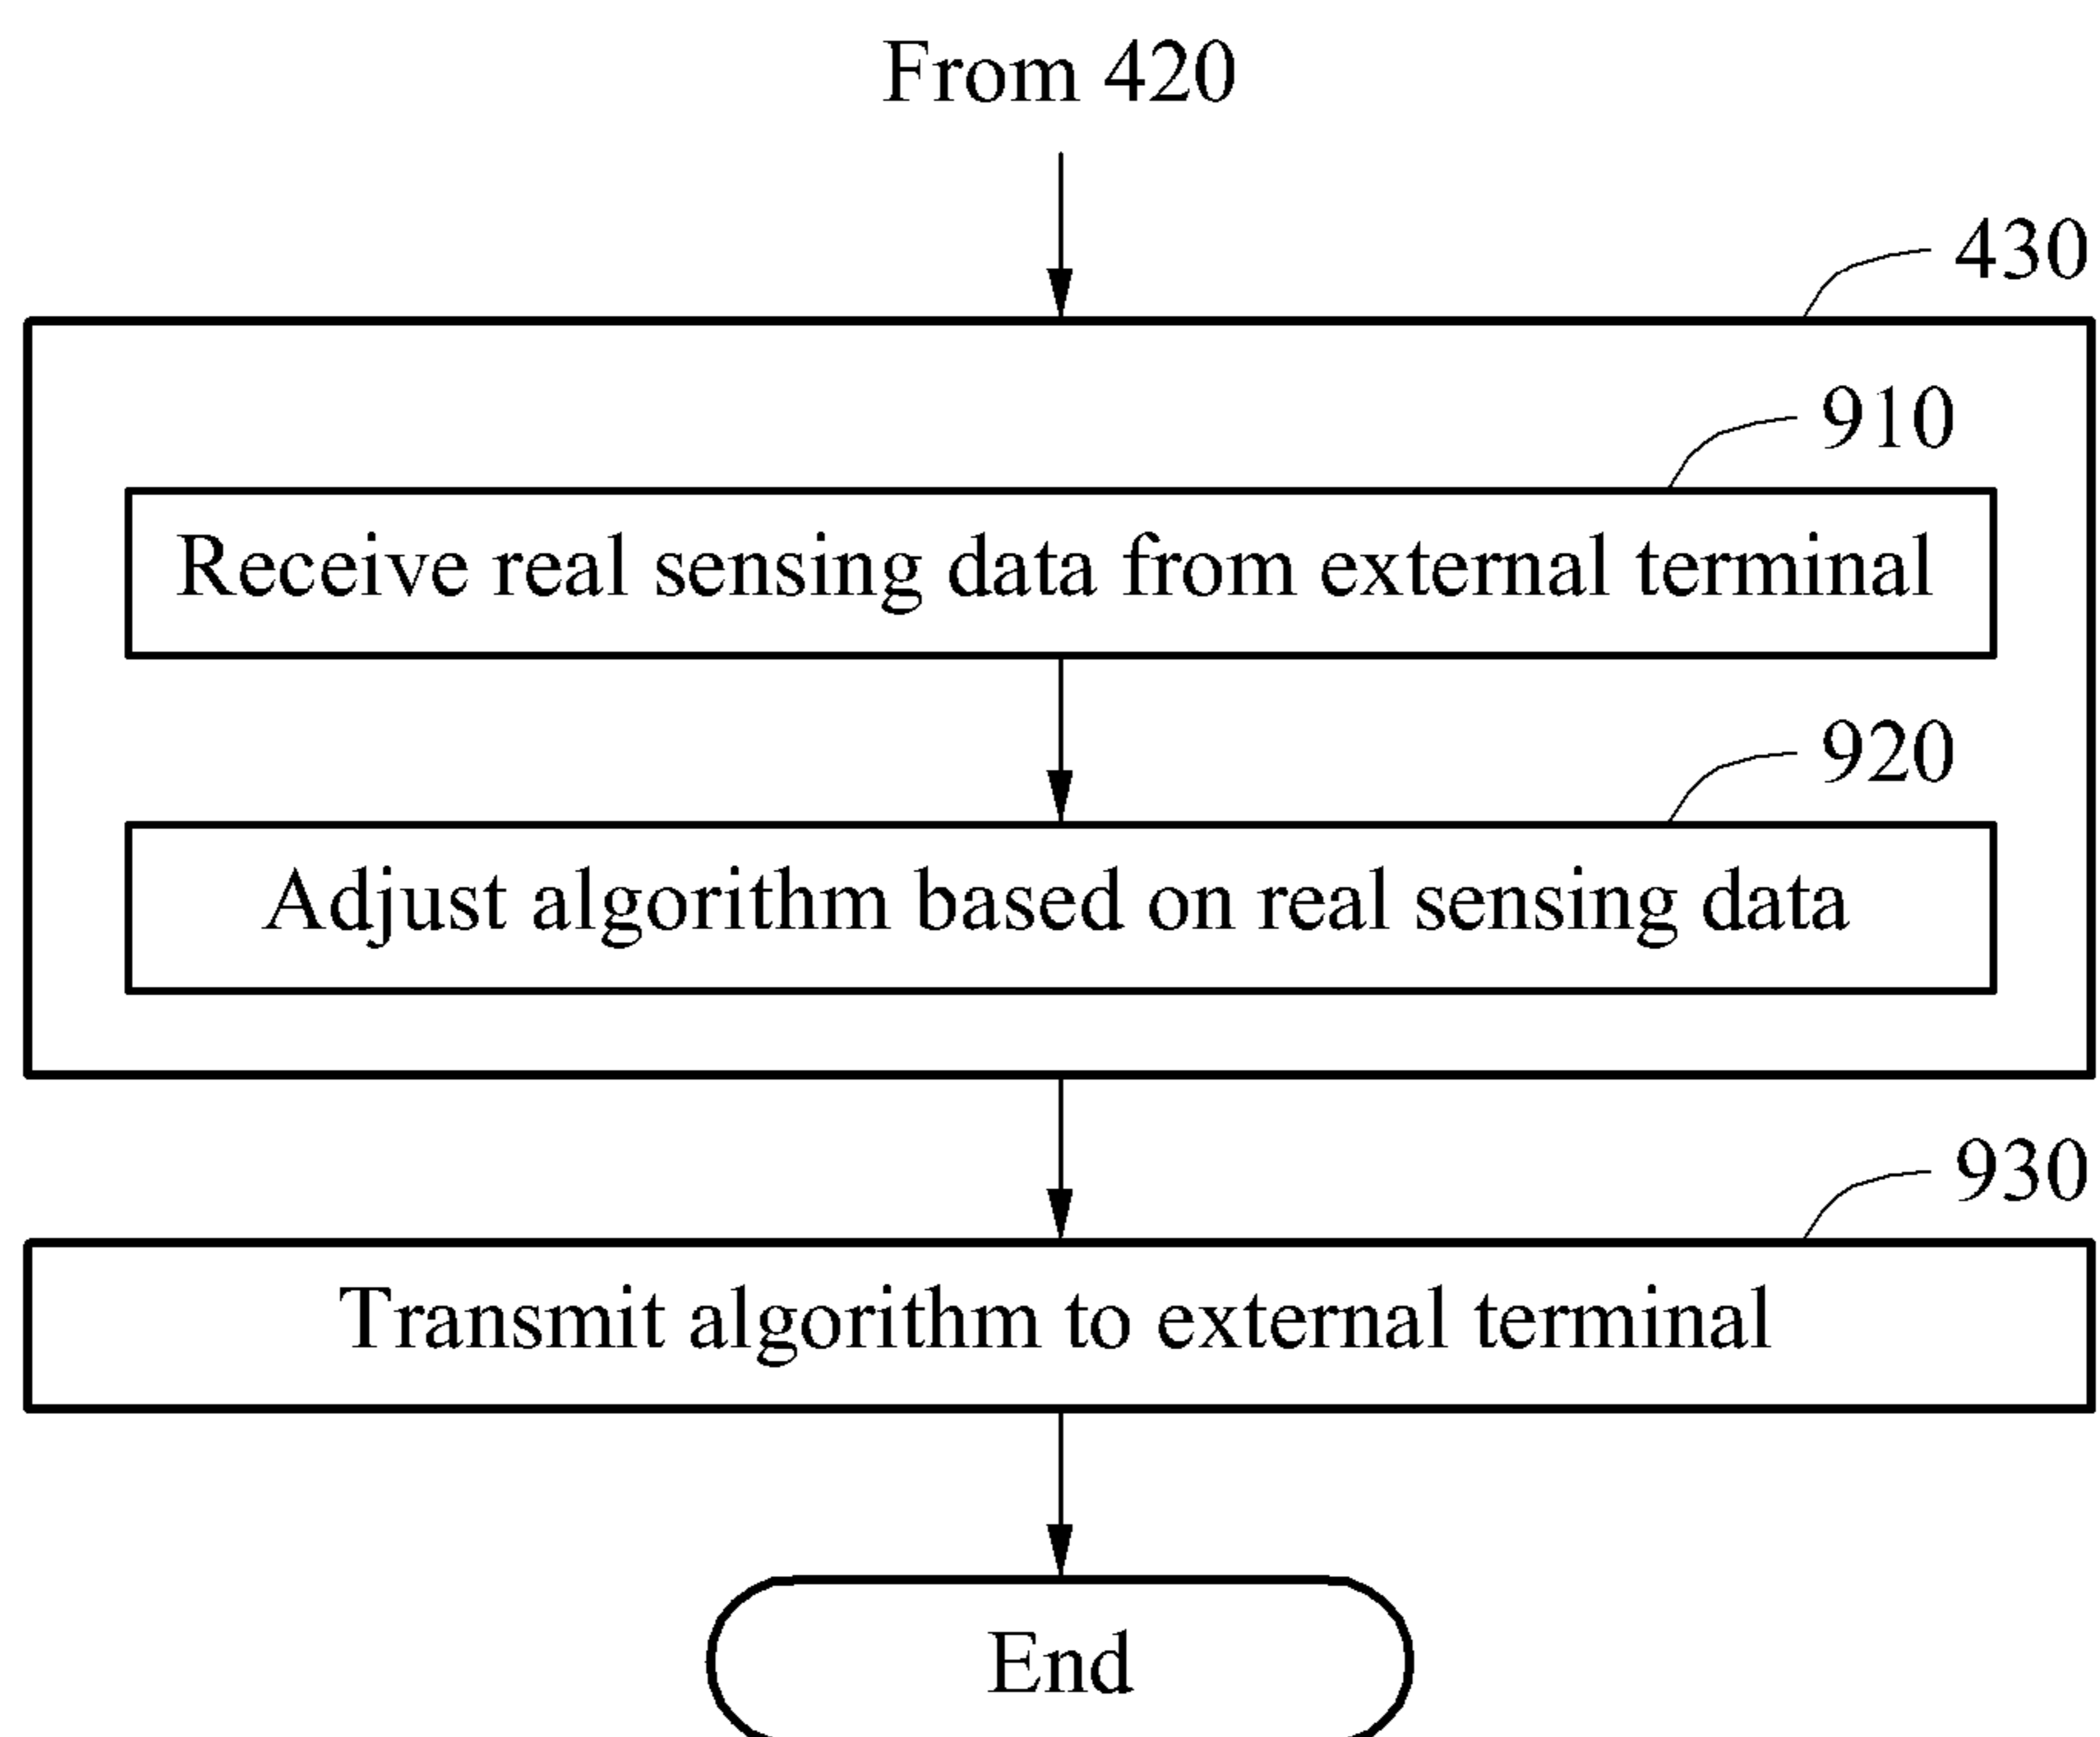 From 420
430
910
Receive real sensing data from external terminal
920
Adjust algorithm based on real sensing data
930
Transmit algorithm to external terminal
End